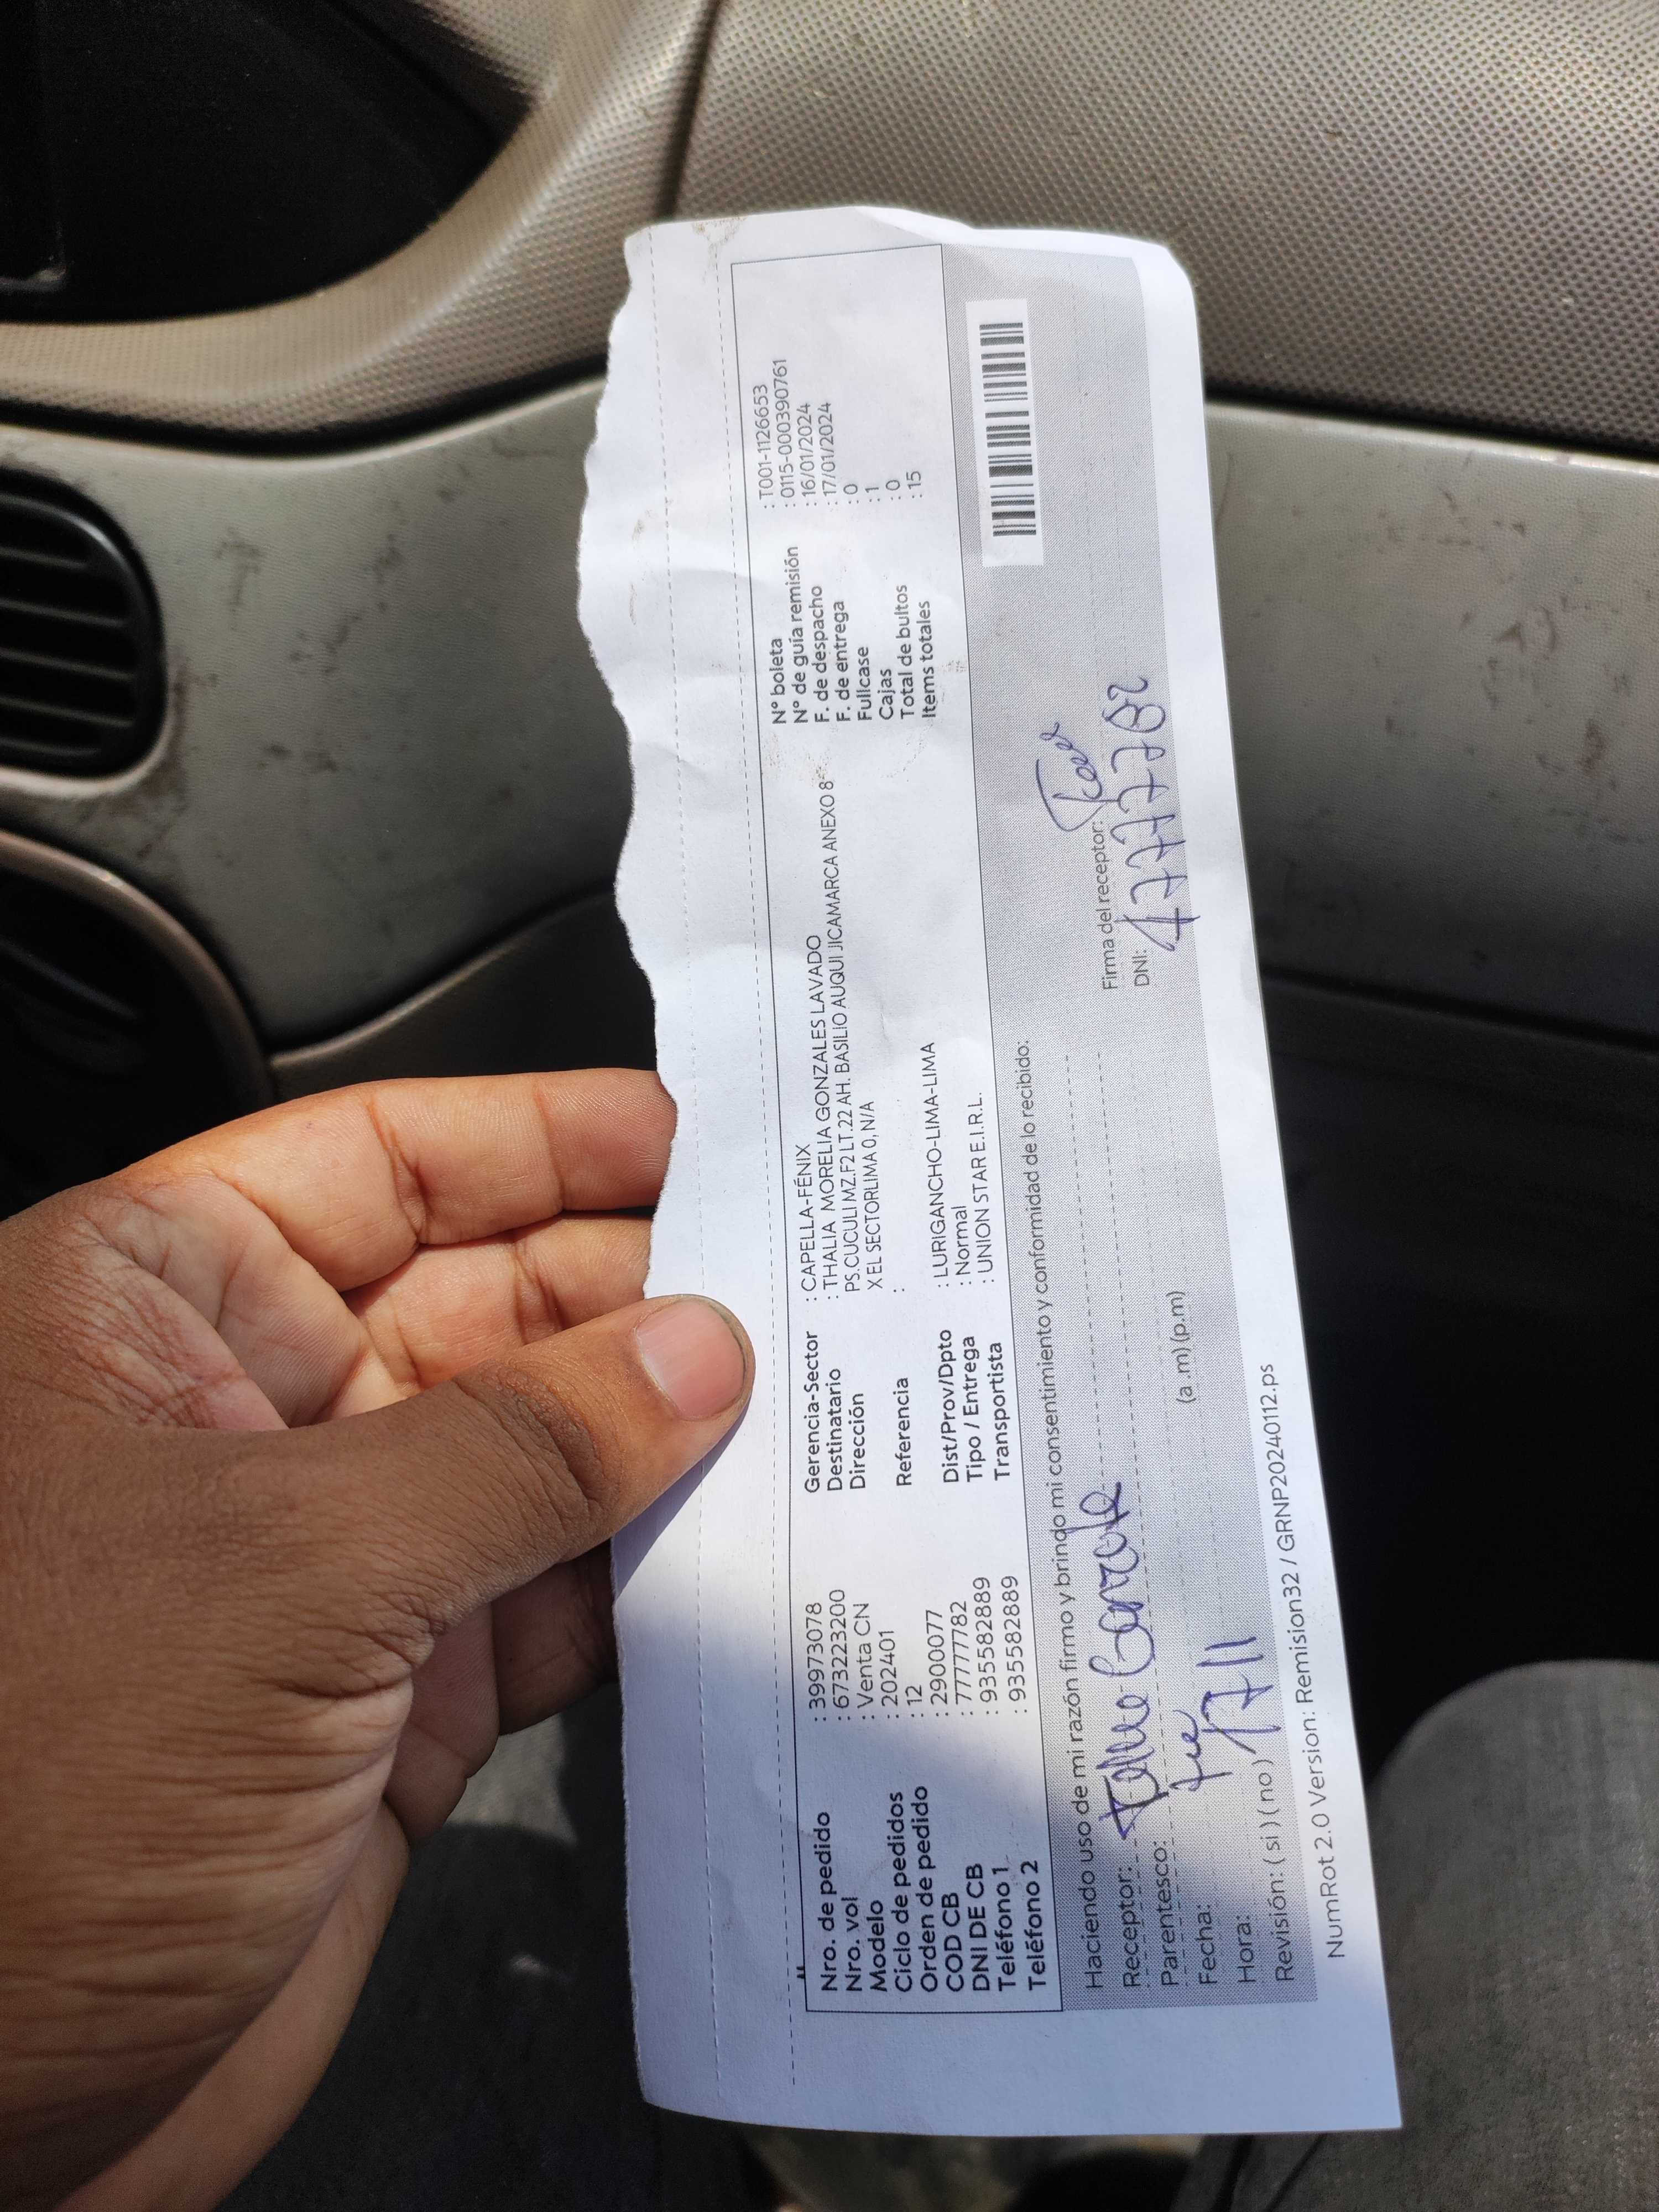 Nro. de pedido : 39973078
Nro. vol : 673223200
Modelo : Venta CN
Ciclo de pedidos : 202401
Orden de pedido : 12
COD CB : 2900077
DNI DE CB : 77777782
Teléfono 1 : 935582889
Teléfono 2 : 935582889
Gerencia-Sector : CAPELLA-FÉNIX
Destinatario : THALIA MORELIA GONZALES LAVADO
Dirección PS.CUCULI MZ.F2 LT.22 AH. BASILIO AUQUI JICAMARCA ANEXO 8
X EL SECTORLIMA 0, N/A
Referencia :
Dist/Prov/Dpto : LURIGANCHO-LIMA-LIMA
Tipo / Entrega : Normal
Transportista : UNION STAR E.I.R.L.
N° boleta : T001-1126653
N° de guía remisión : 0115-000390761
F. de despacho : 16/01/2024
F. de entrega : 17/01/2024
Fullcase : 0
Cajas : 1
Total de bultos : 0
Items totales : 15
Haciendo uso de mi razón firmo y brindo mi consentimiento y conformidad de lo recibido:
Receptor:
Parentesco:
Fecha: 17/1
Hora: (a .m) (p.m)
Revisión: ( si ) ( no )
Firma del receptor:
DNI: 77777782
NumRot 2.0 Version: Remision32 / GRNP20240112.ps